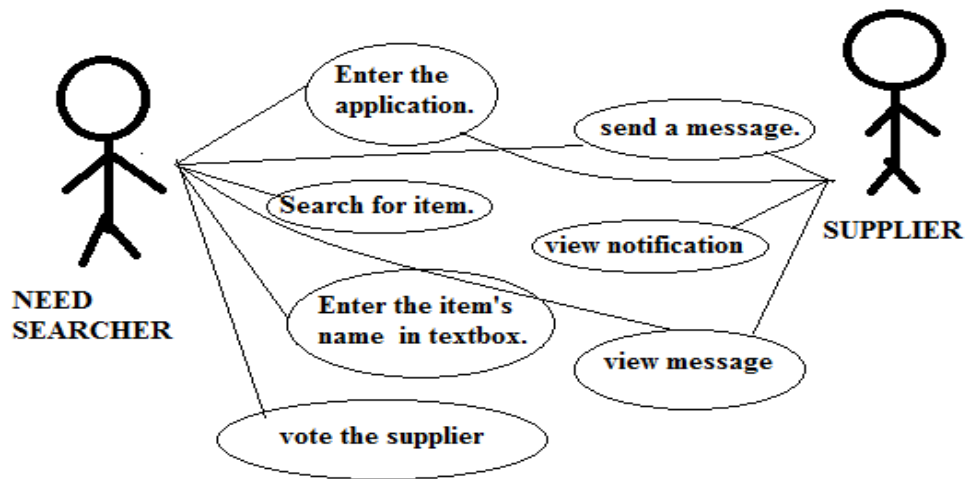 Enter the
application.
send a message.
Search for item.
view notification
SUPPLIER
NEED
SEARCHER
Enter the item's
name in textbox.
view message
vote the supplier